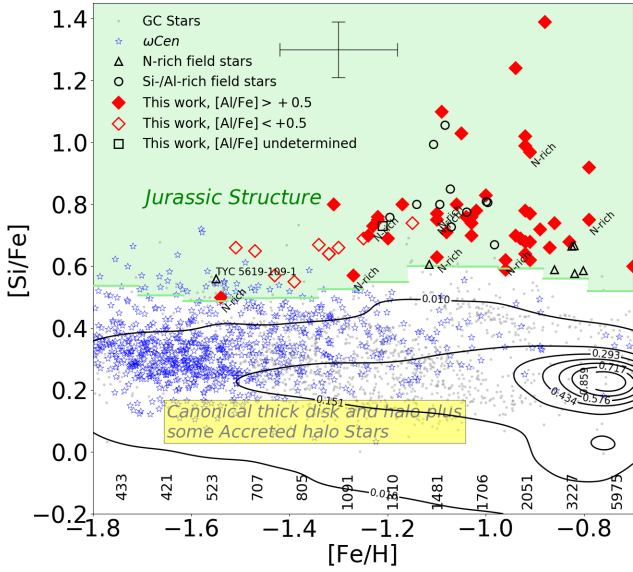 GC Stars
ωCen
N-rich field stars
Si-/Al-rich field stars
This work, [Al/Fe] > +0.5
This work, [Al/Fe] < +0.5
This work, [Al/Fe] undetermined
Jurassic Structure
N-rich
N-rich
N-rich
N-rich
N-rich
N-rich
N-rich
TYC 5619-109-1
N-rich
0.010
0.293
0.717
0.859
0.434
0.576
0.151
Canonical thick disk and halo plus
some Accreted halo Stars
0.010
433
421
523
707
805
1091
1210
1481
1706
2051
3227
5975
1.4
1.2
1.0
0.8
0.6
0.4
0.2
0.0
−0.2
[Si/Fe]
−1.8
−1.6
−1.4
−1.2
−1.0
−0.8
[Fe/H]